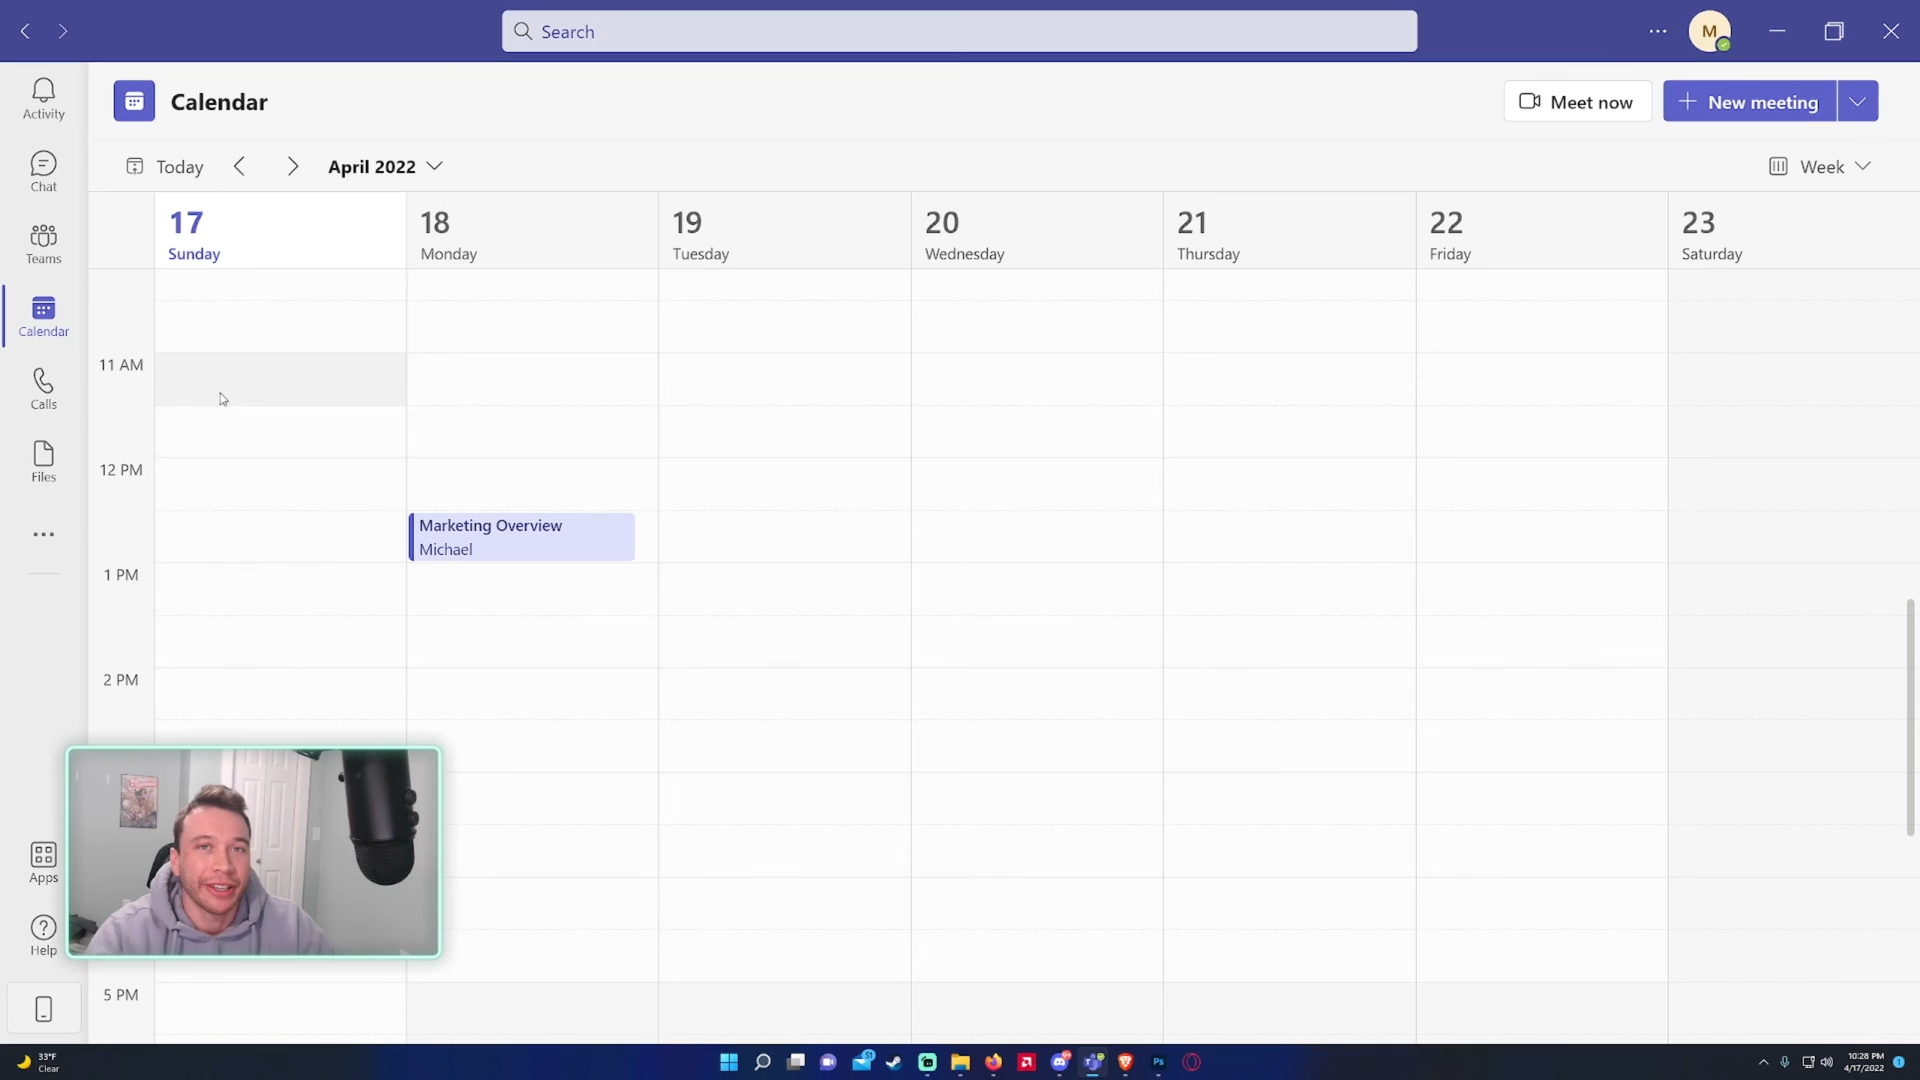 Search
M
Activity
Chat
Teams
Calendar
Calls
Files
Apps
Help
Calendar
Meet now
New meeting
Today
April 2022
Week
17
Sunday
18
Monday
19
Tuesday
20
Wednesday
21
Thursday
22
Friday
23
Saturday
11 AM
12 PM
Marketing Overview
Michael
1 PM
2 PM
5 PM
33°F
Clear
Ps
10:28 PM
4/17/2022